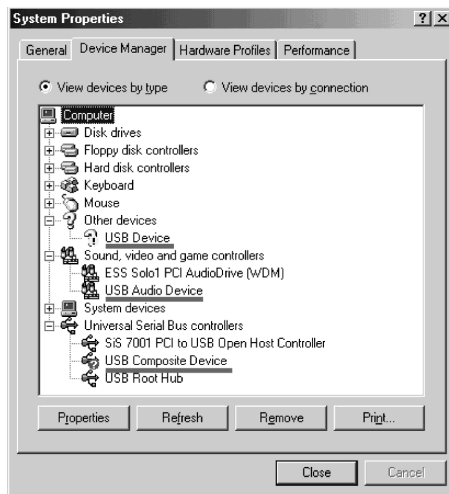 System Properties
? X
General Device Manager Hardware Profiles Performance
View devices by type View devices by connection
Computer
Disk drives
Floppy disk controllers
Hard disk controllers
Keyboard
Mouse
Other devices
USB Device
Sound, video and game controllers
ESS Solo1 PCI AudioDrive (WDM)
USB Audio Device
System devices
Universal Serial Bus controllers
SiS 7001 PCI to USB Open Host Controller
USB Composite Device
USB Root Hub
Properties Refresh Remove Print...
Close Cancel